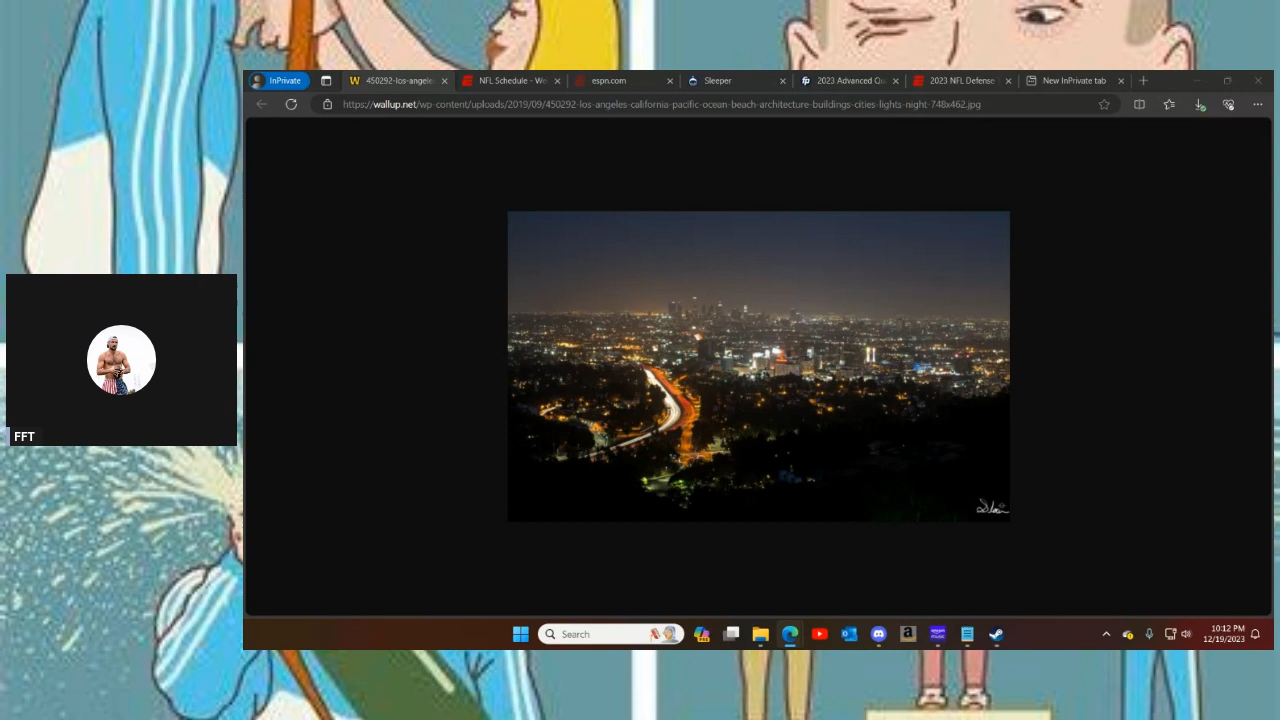 InPrivate
450292-los-angele
NFL Schedule - We
espn.com
Sleeper
2023 Advanced Qu
2023 NFL Defense
New InPrivate tab
https://wallup.net/wp-content/uploads/2019/09/450292-los-angeles-california-pacific-ocean-beach-architecture-buildings-cities-lights-night-748x462.jpg
FFT
Search
10:12 PM
12/19/2023